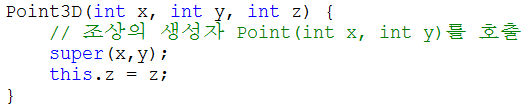 Point3D(int x, int y, int z) {
// 조상의 생성자 Point(int x, int y)를 호출
super(x,y);
this.z = z;
}